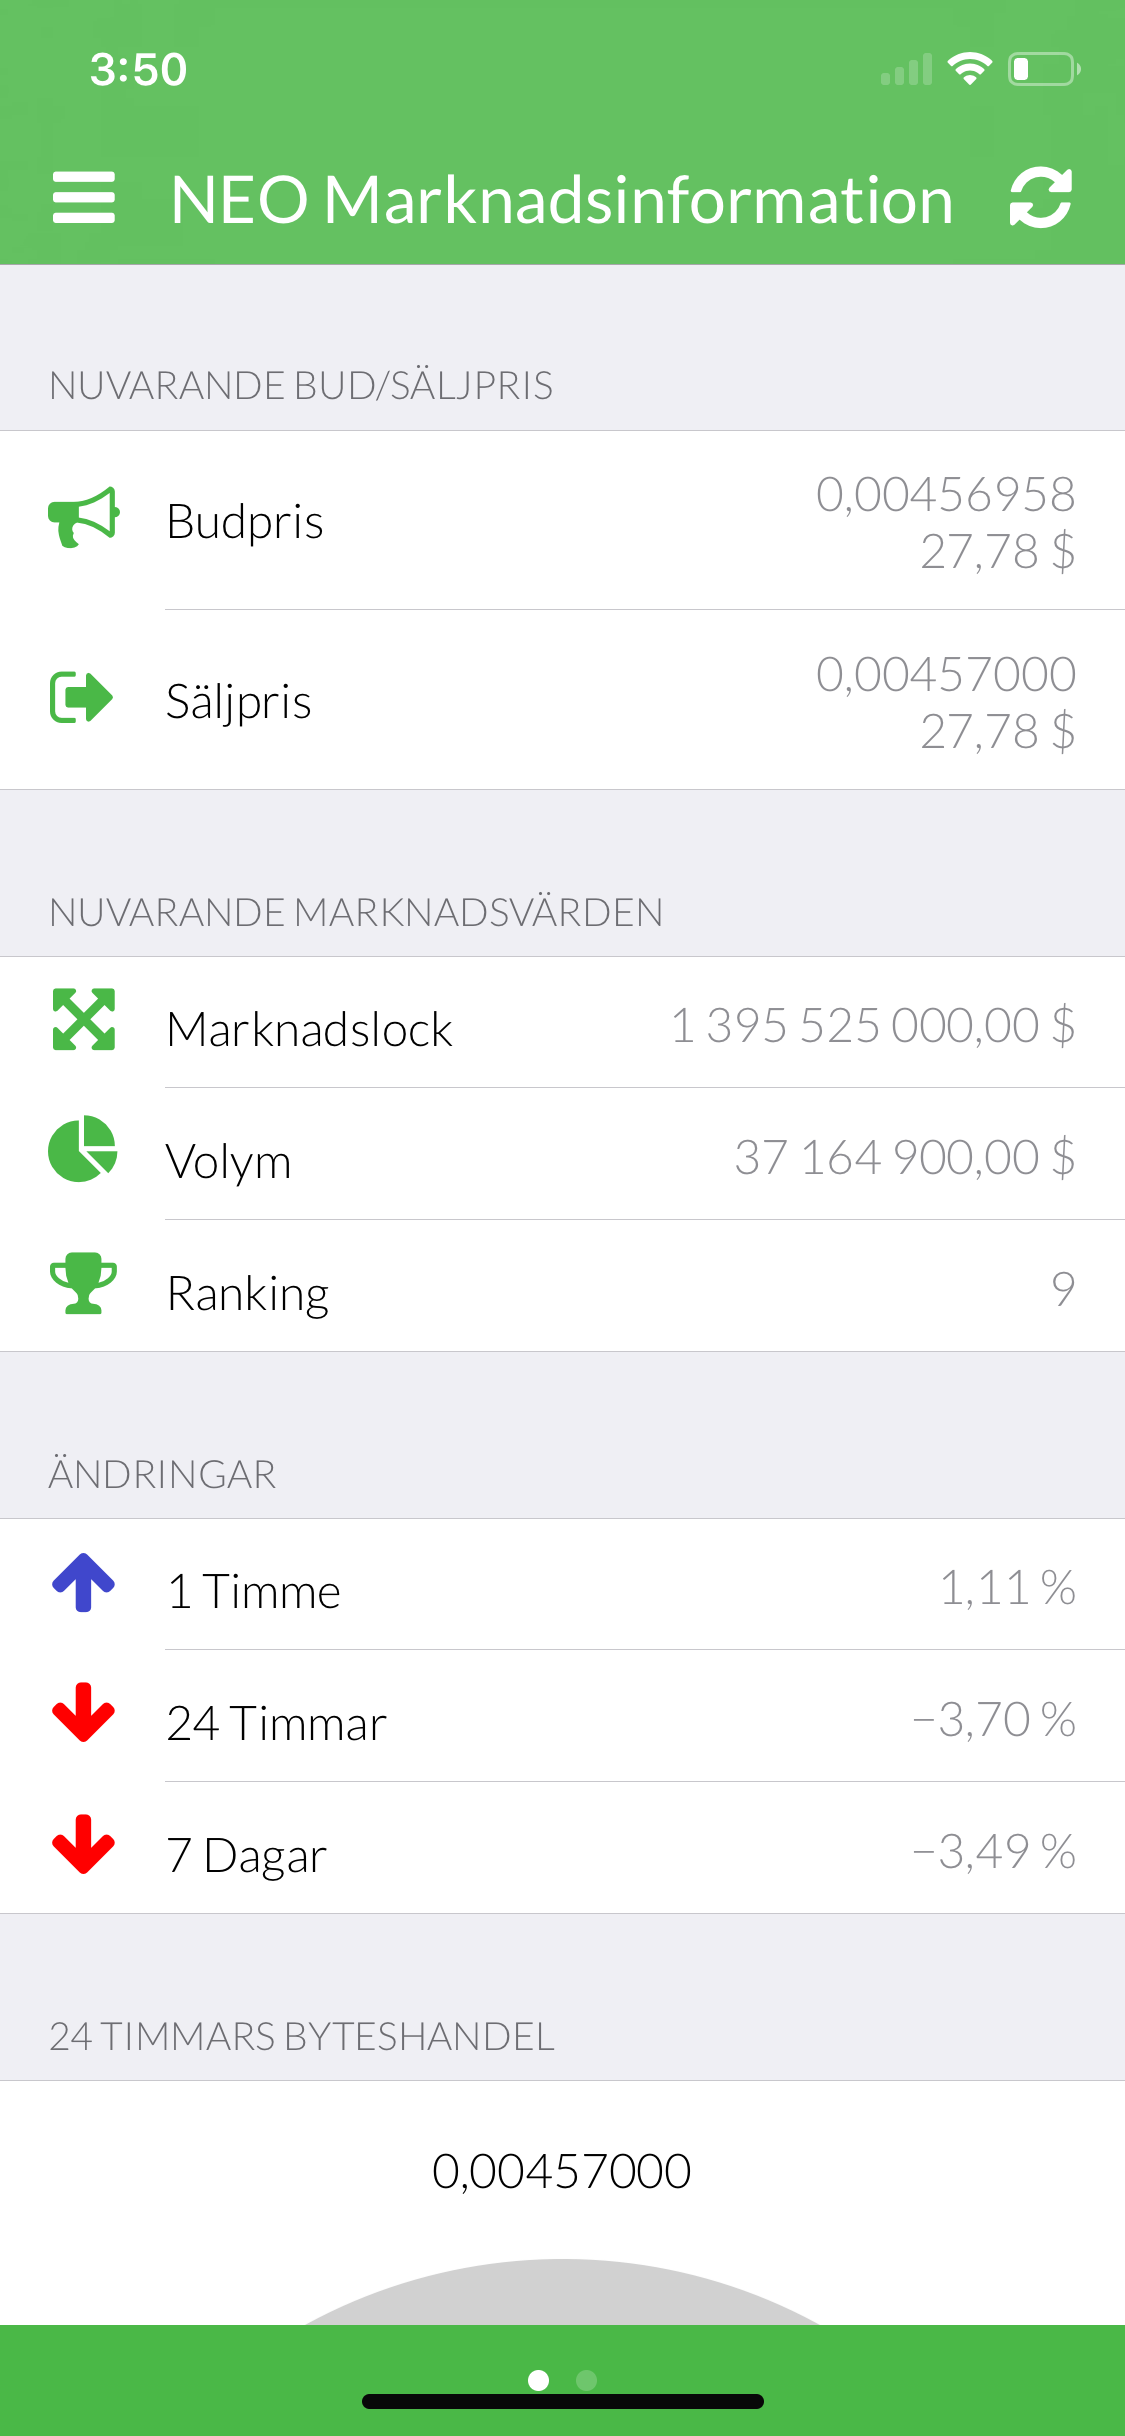 3:50
NEO Marknadsinformation
NUVARANDE BUD/SÄLJPRIS
Budpris
0,00456958
27,78 $
Säljpris
0,00457000
27,78 $
NUVARANDE MARKNADSVÄRDEN
Marknadslock 1 395 525 000,00 $
Volym 37 164 900,00 $
Ranking 9
ÄNDRINGAR
1 Timme 1,11 %
24 Timmar −3,70 %
7 Dagar −3,49 %
24 TIMMARS BYTESHANDEL
0,00457000